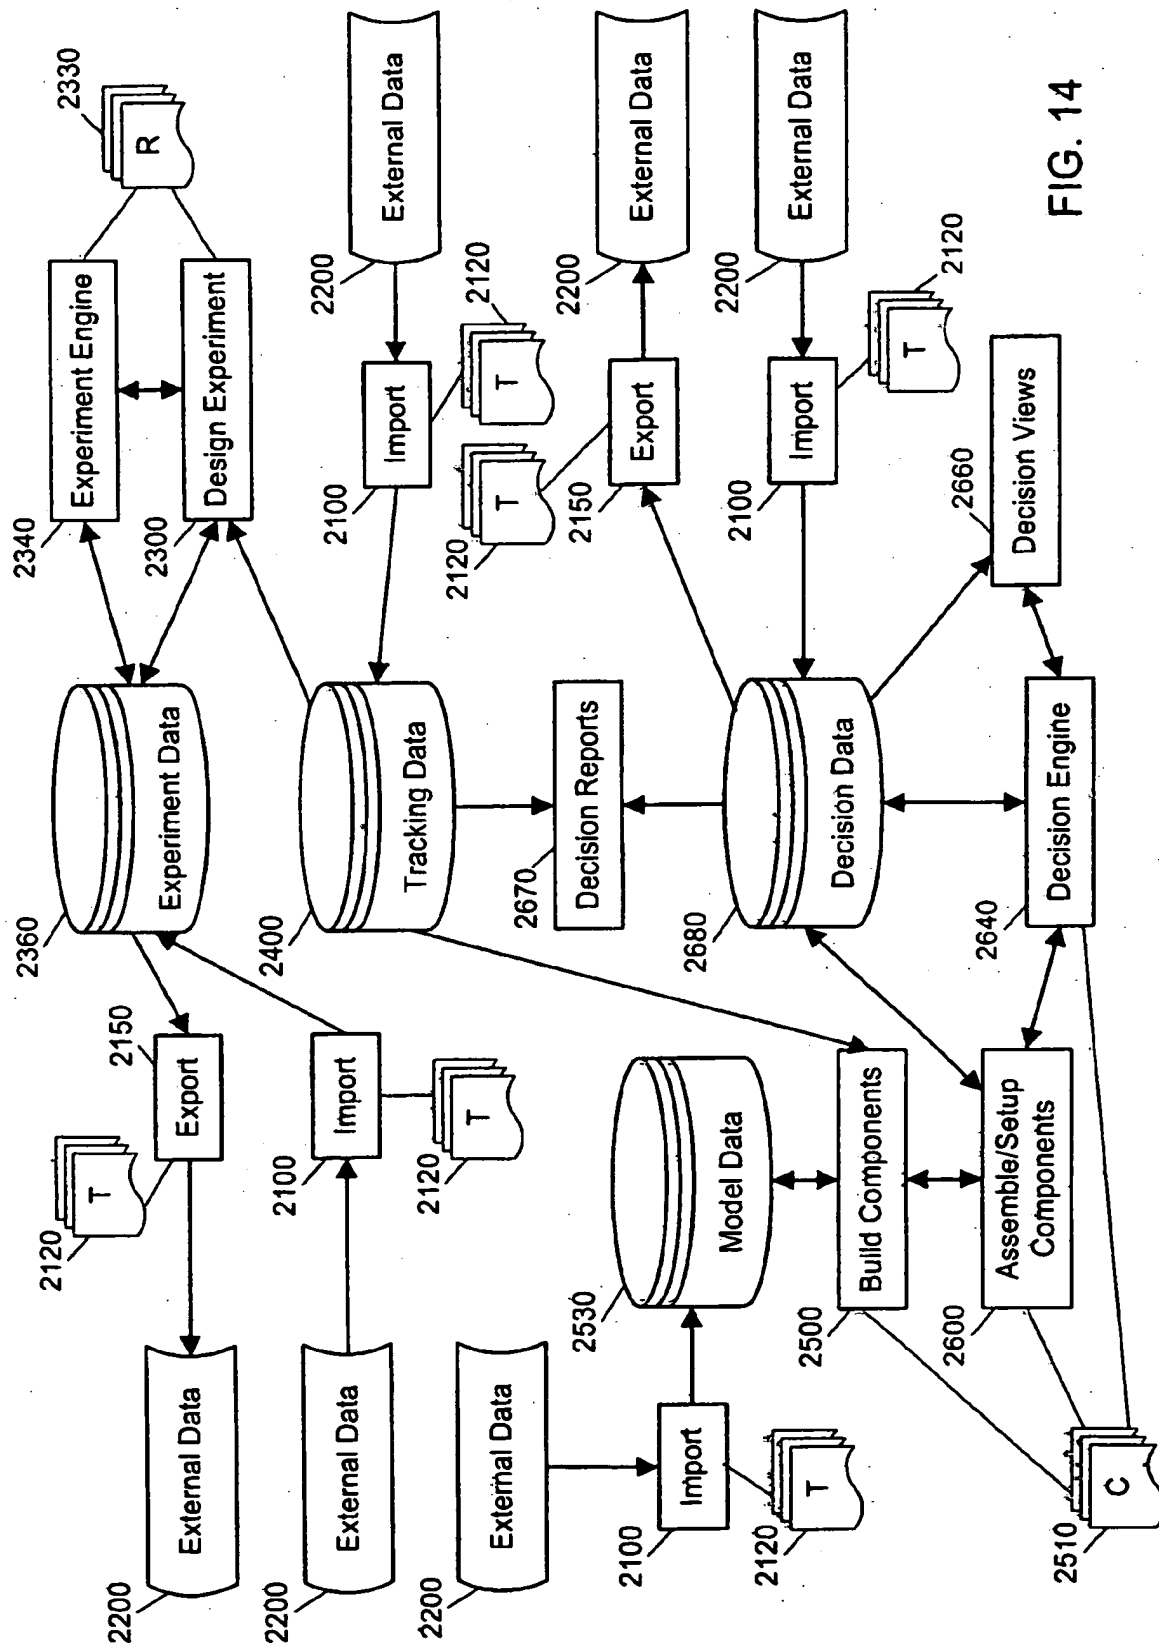 2200
External Data
2120
T
Export
2150
2360
Experiment Data
2340
Experiment Engine
2300
Design Experiment
R
2330
2200
External Data
2100
Import
2120
T
2400
Tracking Data
2100
Import
2120
T
2200
External Data
2200
External Data
2100
Import
2120
T
2530
Model Data
2670
Decision Reports
2120
T
2150
Export
2200
External Data
2500
Build Components
2680
Decision Data
2100
Import
2120
T
2200
External Data
2600
Assemble/Setup
Components
2640
Decision Engine
2660
Decision Views
2510
C
FIG. 14